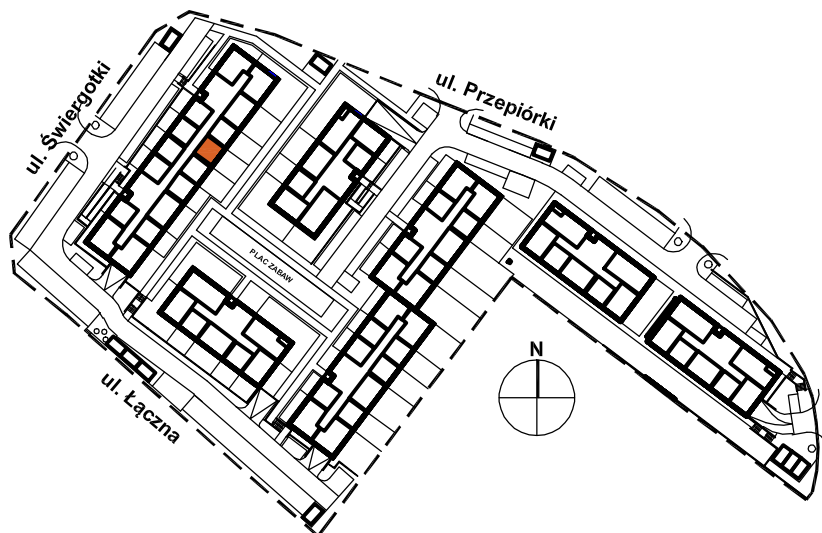 ul. Przepiórki
ul. Świergotki
PLAC ZABAW
N
ul. Łączna